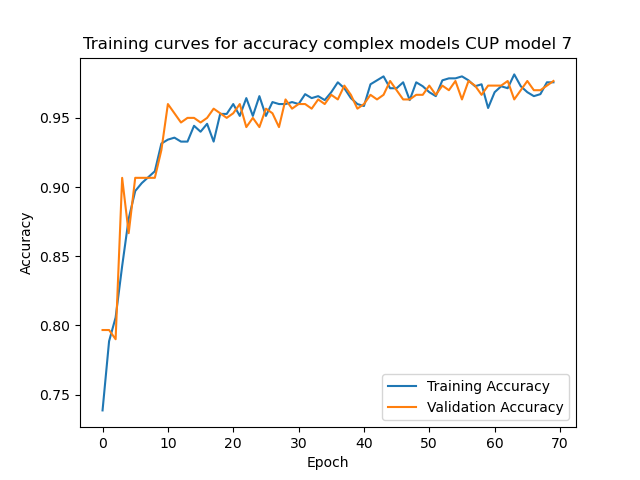 Training curves for accuracy complex models CUP model 7
Accuracy
0.95
0.90
0.85
0.80
0.75
0
10
20
30
40
50
60
70
Epoch
Training Accuracy
Validation Accuracy